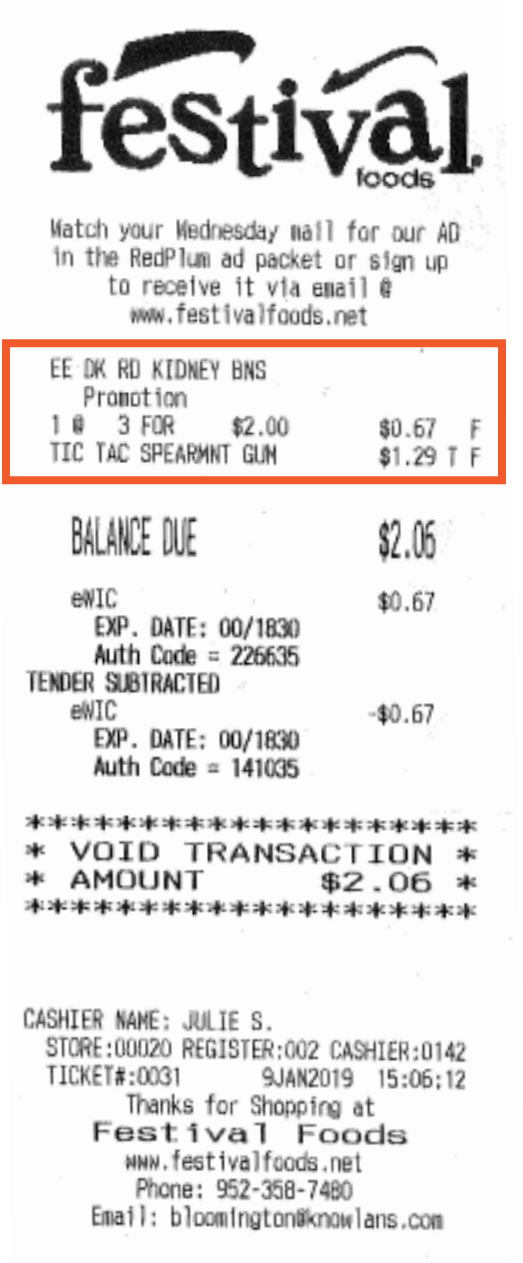 festival
foods
Watch your Wednesday mail for our AD
in the RedPlum ad packet or sign up
to receive it via email @
www.festivalfoods.net
EE DK RD KIDNEY BNS
Promotion
1 @ 3 FOR $2.00 $0.67 F
TIC TAC SPEARMNT GUM $1.29 T F
BALANCE DUE $2.06
eWIC $0.67
EXP. DATE: 00/1830
Auth Code = 226635
TENDER SUBTRACTED
eWIC -$0.67
EXP. DATE: 00/1830
Auth Code = 141035
************************
* VOID TRANSACTION *
* AMOUNT $2.06 *
************************
CASHIER NAME: JULIE S.
STORE:00020 REGISTER:002 CASHIER:0142
TICKET#:0031 9JAN2019 15:06:12
Thanks for Shopping at
Festival Foods
www.festivalfoods.net
Phone: 952-358-7480
Email: bloomington@knowlans.com